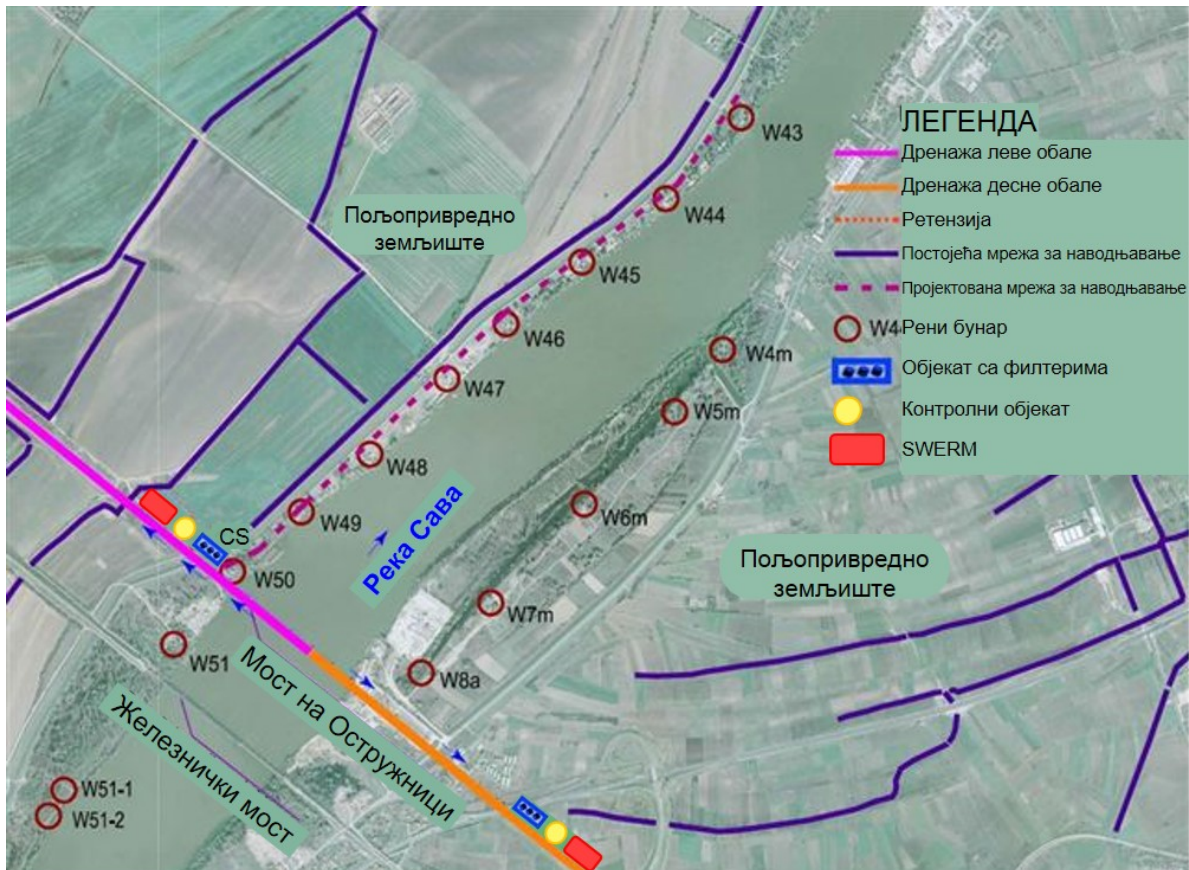 ЛЕГЕНДА
Дренажа леве обале
Дренажа десне обале
Ретензија
Постојећа мрежа за наводњавање
Пројектована мрежа за наводњавање
W4 Рени бунар
Објекат са филтерима
Контролни објекат
SWERM
W43
W44
W45
W46
W47
W48
W49
W50
W51
W51-1
W51-2
CS
W4m
W5m
W6m
W7m
W8a
Пољопривредно
земљиште
Пољопривредно
земљиште
Река Сава
Мост на Остружници
Железнички мост